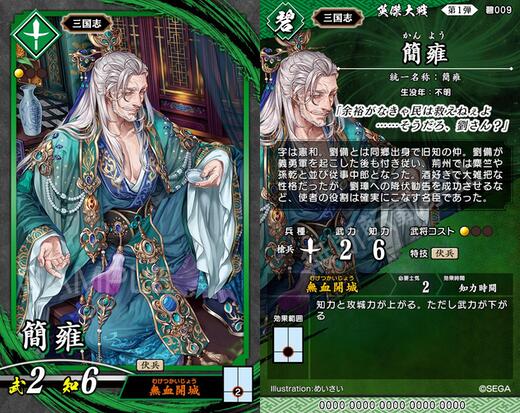 三国志
簡雍
伏兵
武2 知6
むけつかいじょう
無血開城
2
碧
三国志
英傑大戦
第1弾
碧009
かん よう
簡雍
統一名称：簡雍
生没年：不明
「余裕がなきゃ民は救えねぇよ
……そうだろ、劉さん？」
字は憲和。劉備とは同郷出身で旧知の仲。劉備が
義勇軍を起こした後も付き従い、荊州では麋竺や
孫乾と並び従事中郎となった。酒好きで大雑把な
性格だったが、劉璋への降伏勧告を成功させるな
ど、使者の役割は確実にこなす名臣であった。
兵種 武力 知力 武将コスト
槍兵 2 6 特技 伏兵
むけつかいじょう
無血開城
必要士気 2
効果時間 知力時間
知力と攻城力が上がる。ただし武力が下が
る
効果範囲
Illustration:めいさい
©SEGA
0000-0000-0000-0000-0000